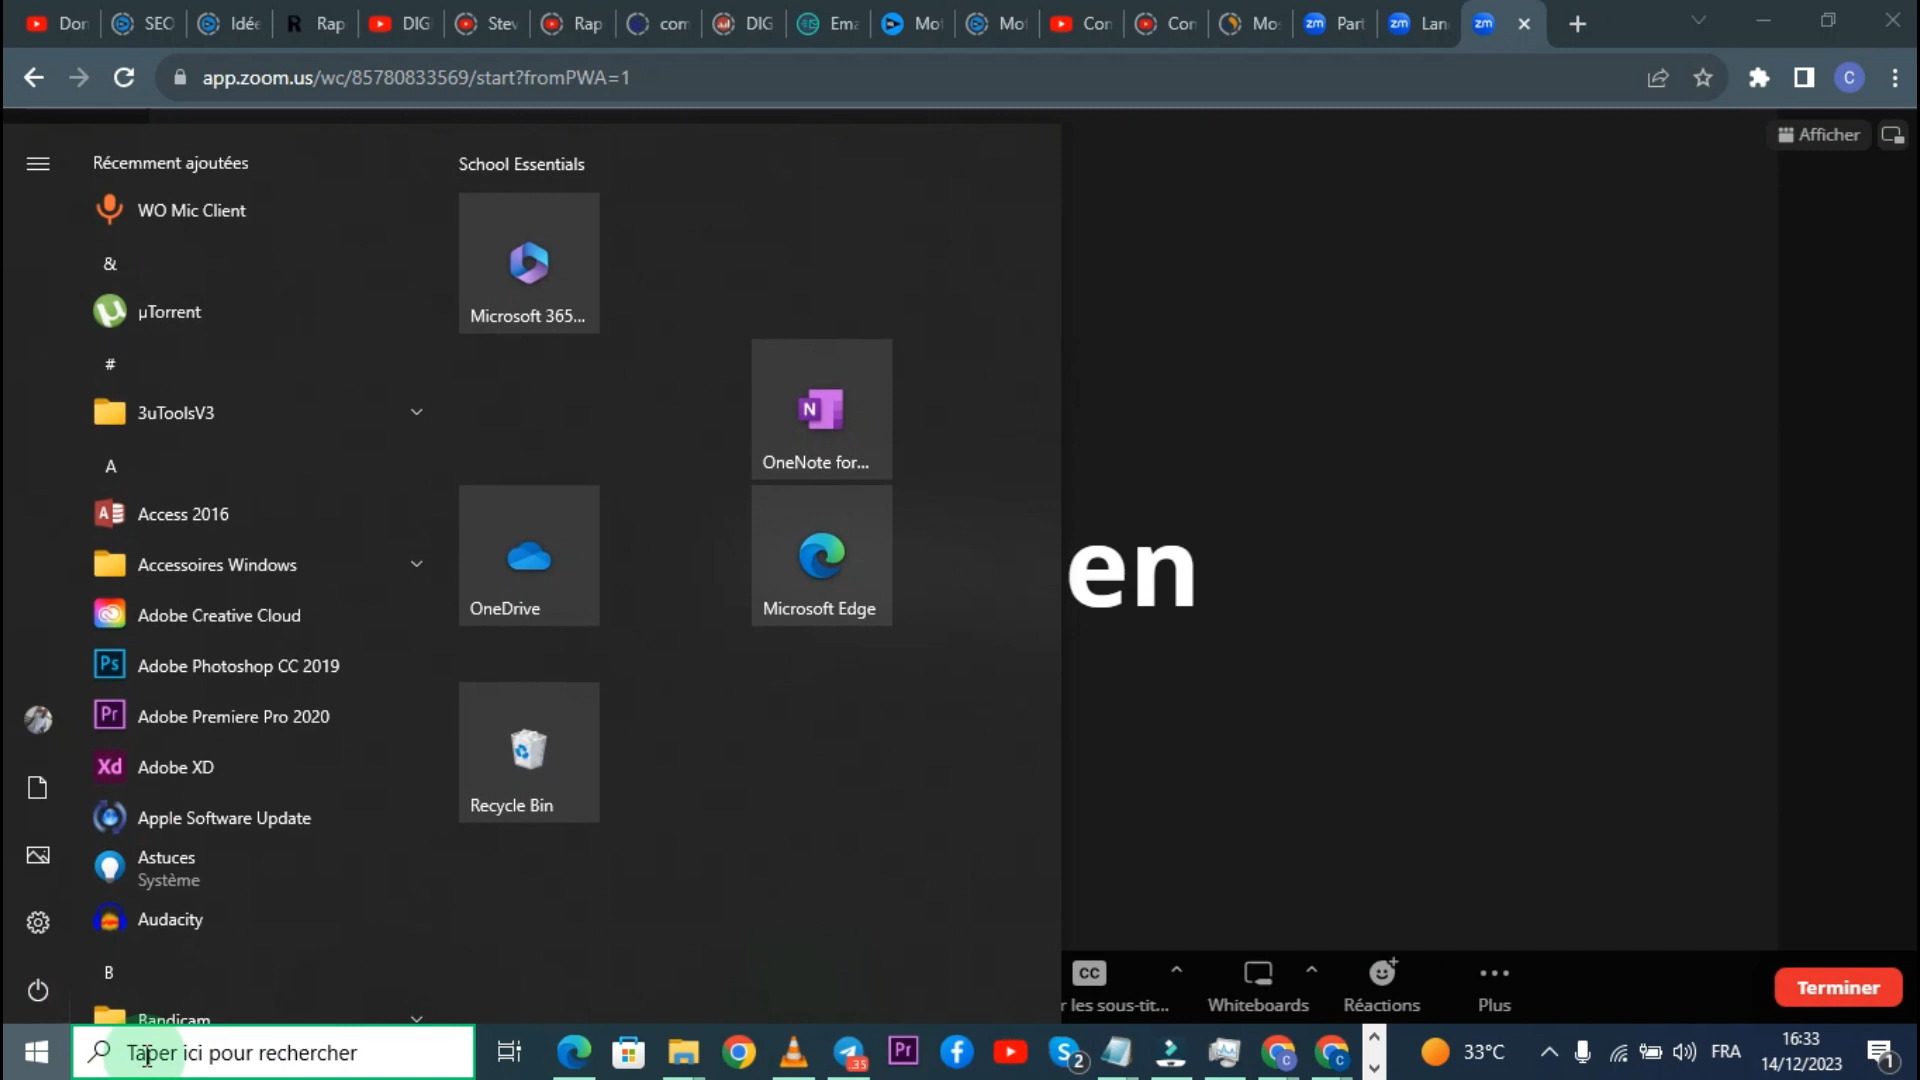 Don
SEO
Idée
Rap
DIG
Stev
Rap
com
DIG
Ema
Mot
Mot
Con
Con
Mos
Part
Lan
app.zoom.us/wc/85780833569/start?fromPWA=1
C
Afficher
Récemment ajoutées
School Essentials
WO Mic Client
&
µTorrent
#
3uToolsV3
A
Access 2016
Accessoires Windows
Adobe Creative Cloud
Adobe Photoshop CC 2019
Adobe Premiere Pro 2020
Adobe XD
Apple Software Update
Astuces
Système
Audacity
B
Bandicam
Microsoft 365...
OneNote for...
OneDrive
Microsoft Edge
Recycle Bin
en
CC
r les sous-tit...
Whiteboards
Réactions
Plus
Terminer
Taper ici pour rechercher
33°C
FRA
16:33
14/12/2023